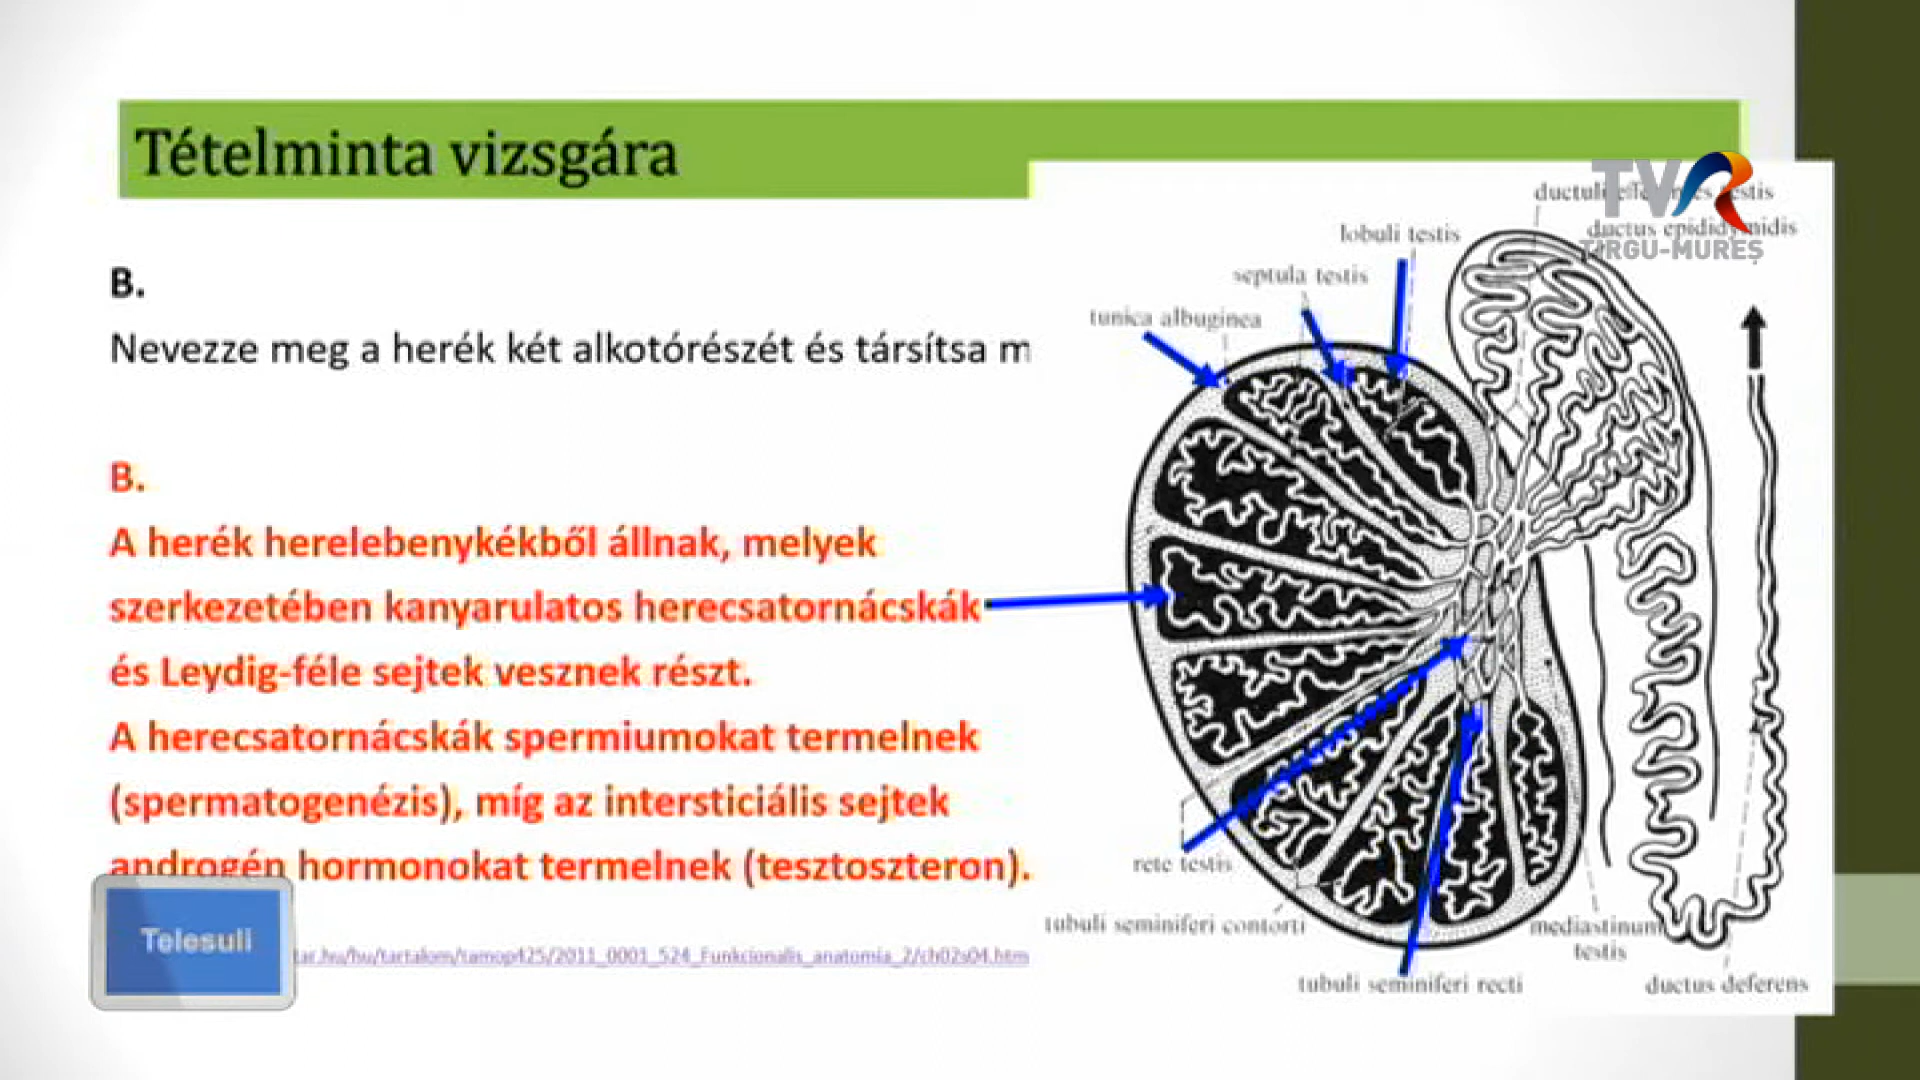 Tételminta vizsgára
TVR
TIRGU-MUREȘ
B.
Nevezze meg a herék két alkotórészét és társítsa m
B.
A herék herelebenykékből állnak, melyek
szerkezetében kanyarulatos herecsatornácskák
és Leydig-féle sejtek vesznek részt.
A herecsatornácskák spermiumokat termelnek
(spermatogenézis), míg az intersticiális sejtek
androgén hormonokat termelnek (tesztoszteron).
Telesuli
tar.hu/hu/tartalom/tamop425/2011_0001_524_Funkcionalis_anatomia_2/ch02s04.htm
ductuli efferentes testis
ductus epididymidis
lobuli testis
septula testis
tunica albuginea
rete testis
tubuli seminiferi contorti
mediastinum
testis
tubuli seminiferi recti
ductus deferens